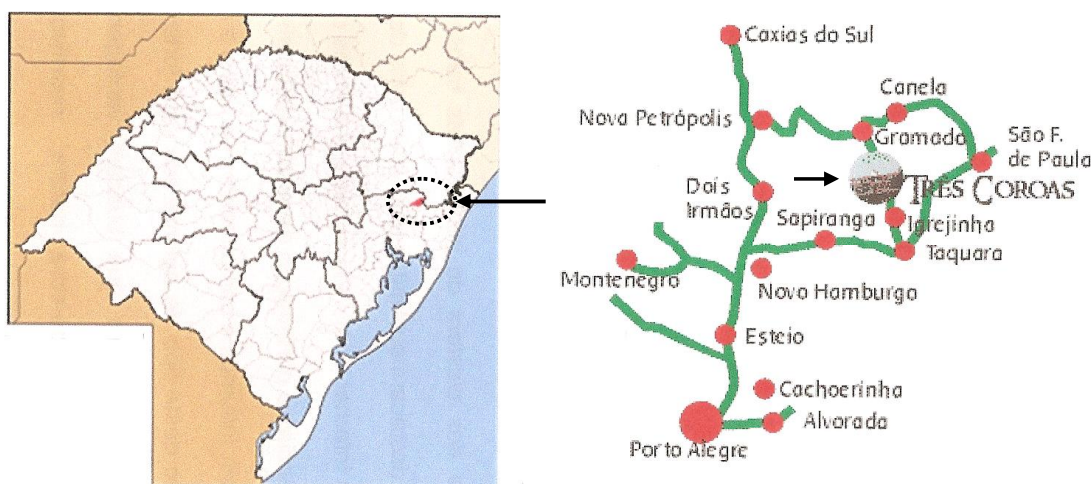 Caxias do Sul
Canela
Nova Petrópolis
Gramado
São F.
de Paula
TRÊS COROAS
Dois
Irmãos
Sapiranga
Igrejinha
Taquara
Montenegro
Novo Hamburgo
Esteio
Cachoerinha
Alvorada
Porto Alegre